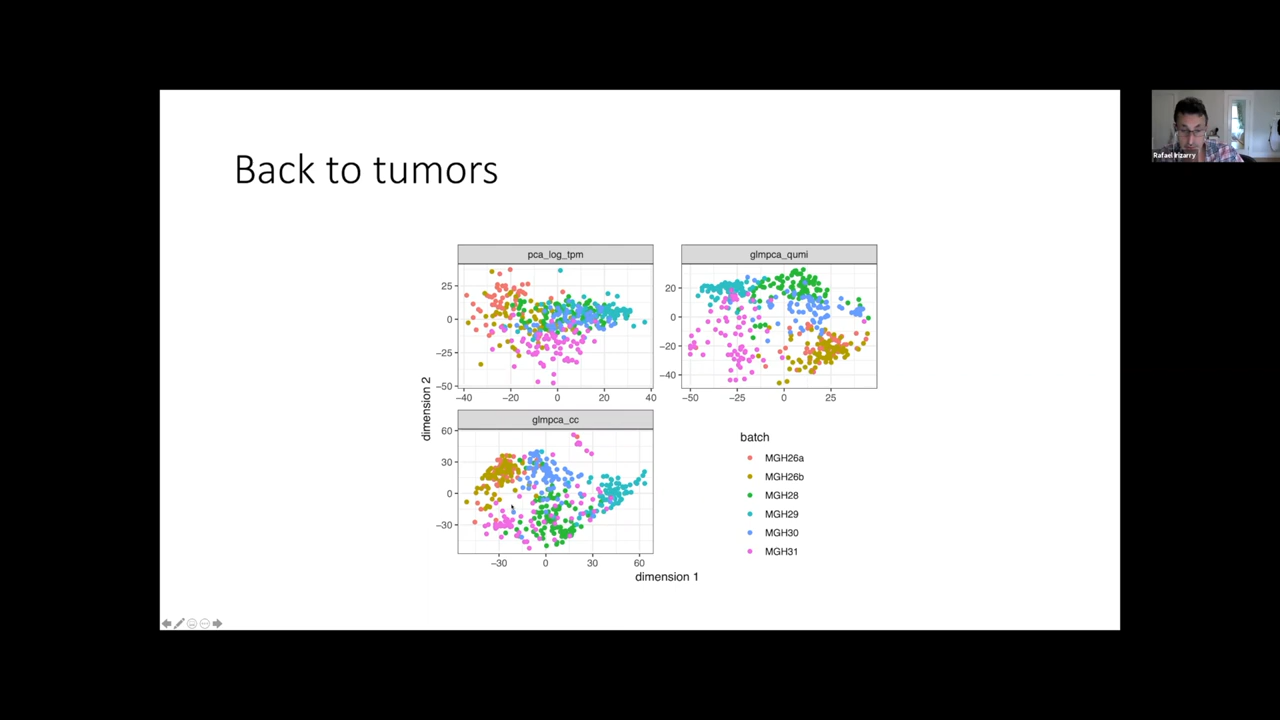 Back to tumors
Rafael Irizarry
pca_log_tpm
glmpca_qumi
25
0
−25
−50
−40 −20 0 20 40
20
0
−20
−40
−50 −25 0 25
dimension 2
glmpca_cc
60
30
0
−30
−30 0 30 60
dimension 1
batch
MGH26a
MGH26b
MGH28
MGH29
MGH30
MGH31